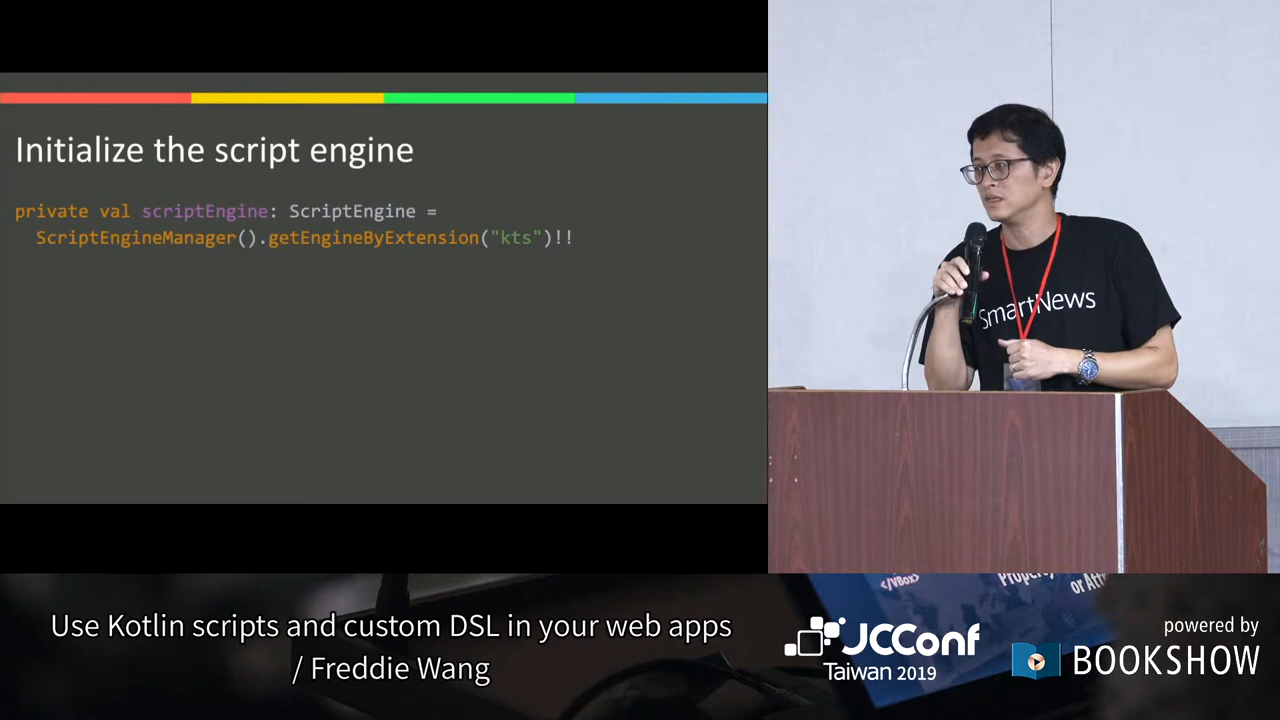 Initialize the script engine
private val scriptEngine: ScriptEngine =
ScriptEngineManager().getEngineByExtension("kts")!!
SmartNews
</VBox>
Use Kotlin scripts and custom DSL in your web apps
/ Freddie Wang
JCConf
Taiwan 2019
powered by
BOOKSHOW